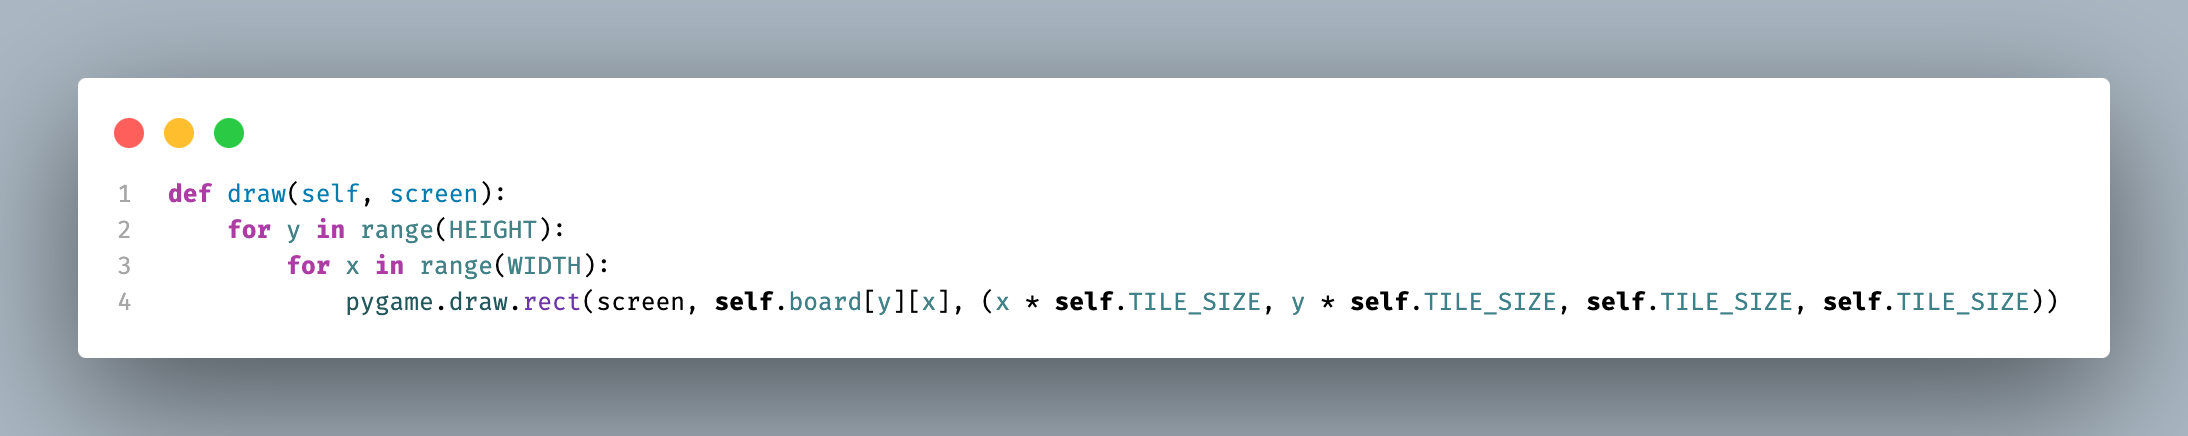 1 def draw(self, screen):
2     for y in range(HEIGHT):
3         for x in range(WIDTH):
4             pygame.draw.rect(screen, self.board[y][x], (x * self.TILE_SIZE, y * self.TILE_SIZE, self.TILE_SIZE, self.TILE_SIZE))